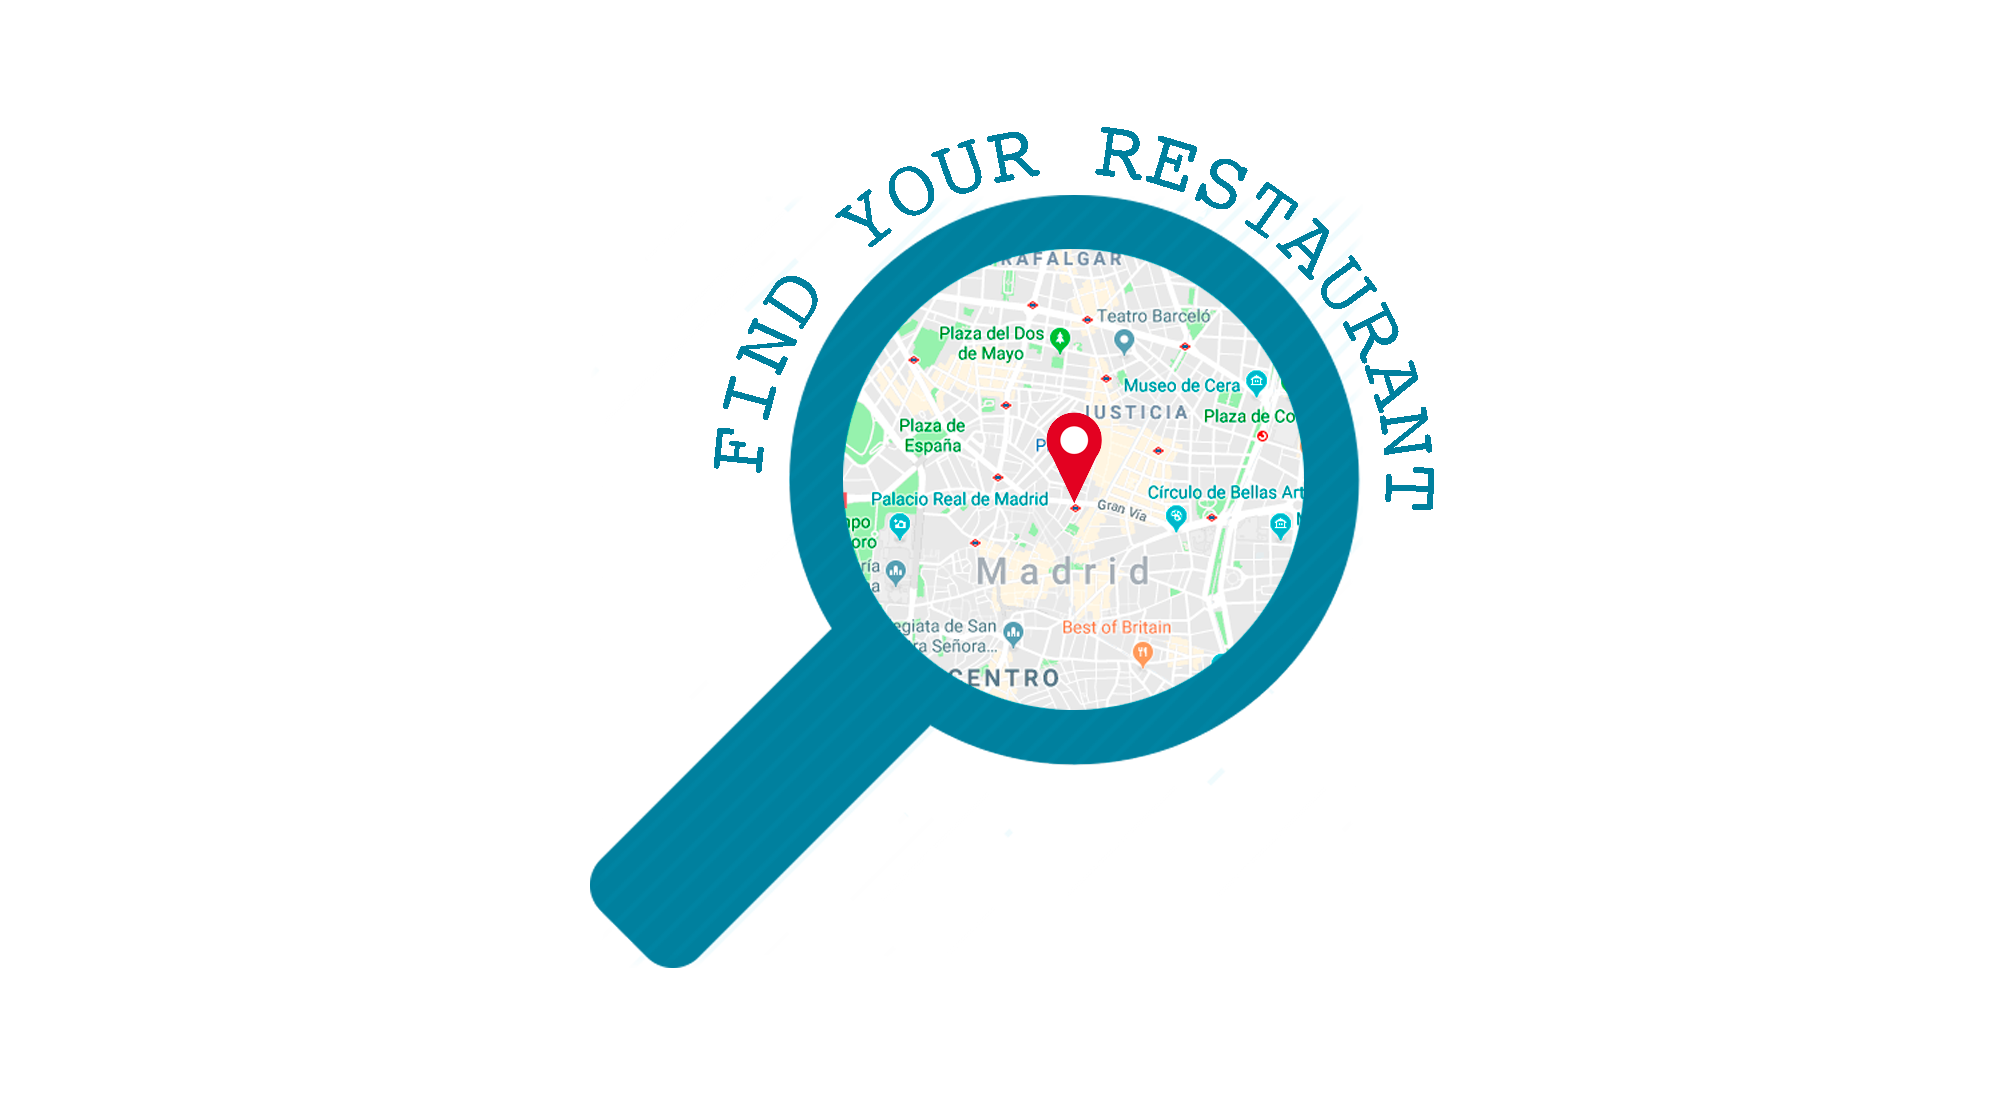 FIND YOUR RESTAURANT
RAFALGAR
Teatro Barceló
Plaza del Dos
de Mayo
Museo de Cera
JUSTICIA
Plaza de Co
Plaza de
España
P
Palacio Real de Madrid
Círculo de Bellas Art
Gran Vía
mpo
oro
Madrid
ría
a
Best of Britain
egiata de San
ra Señora...
CENTRO